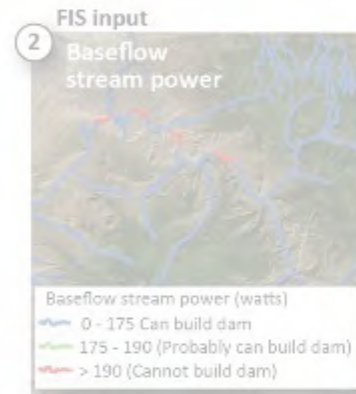 FIS input
2
Baseflow
stream power
Baseflow stream power (watts)
0 - 175 Can build dam
175 - 190 (Probably can build dam)
> 190 (Cannot build dam)